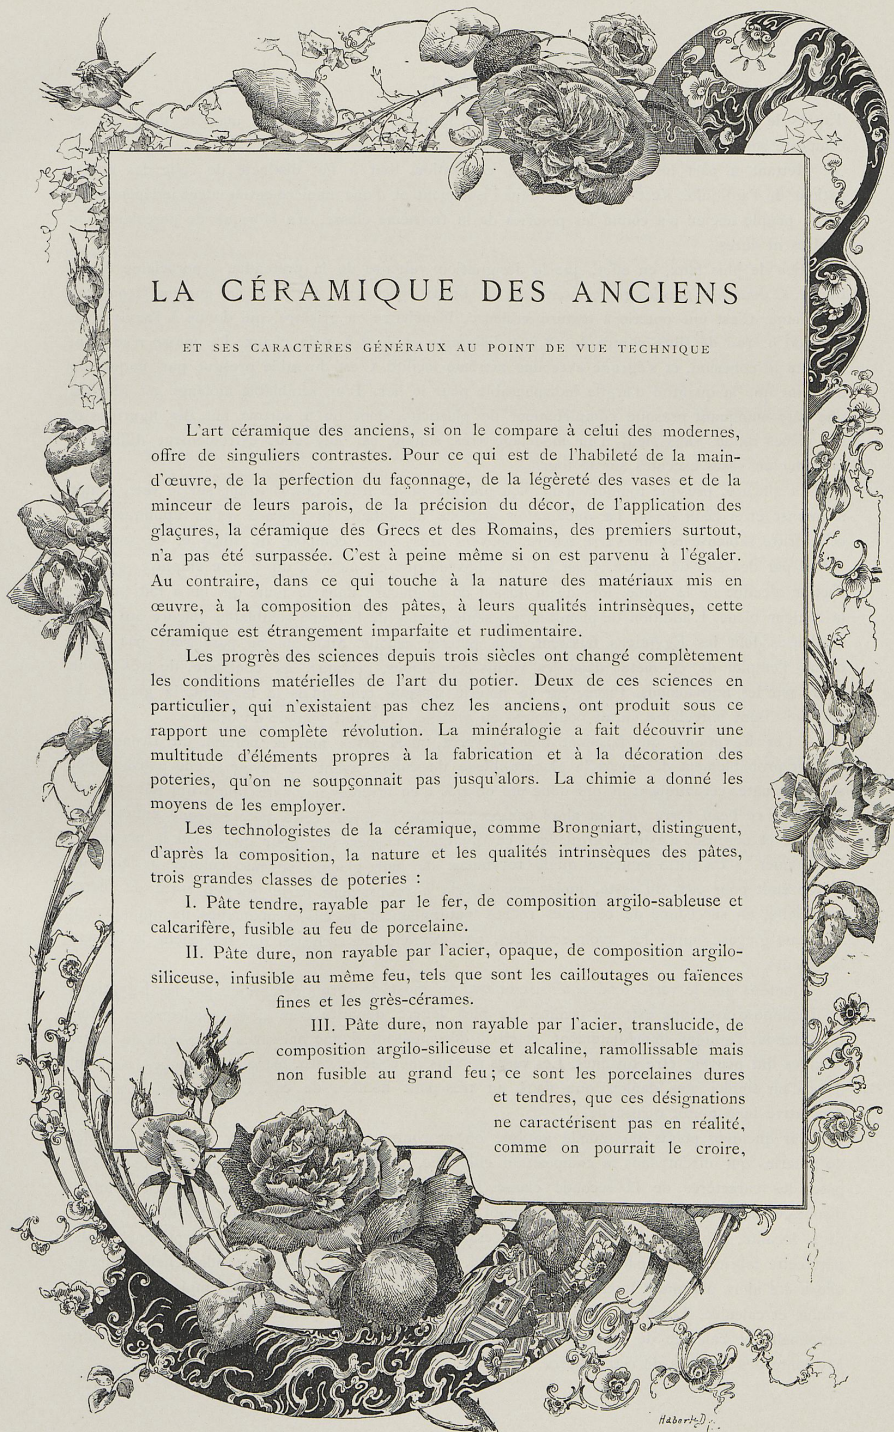 LA CÉRAMIQUE DES ANCIENS
ET SES CARACTÈRES GÉNÉRAUX AU POINT DE VUE TECHNIQUE
L'art céramique des anciens, si on le compare à celui des modernes,
offre de singuliers contrastes. Pour ce qui est de l'habileté de la main-
d'œuvre, de la perfection du façonnage, de la légèreté des vases et de la
minceur de leurs parois, de la précision du décor, de l'application des
glaçures, la céramique des Grecs et des Romains, des premiers surtout,
n'a pas été surpassée. C'est à peine même si on est parvenu à l'égaler.
Au contraire, dans ce qui touche à la nature des matériaux mis en
œuvre, à la composition des pâtes, à leurs qualités intrinsèques, cette
céramique est étrangement imparfaite et rudimentaire.
Les progrès des sciences depuis trois siècles ont changé complètement
les conditions matérielles de l'art du potier. Deux de ces sciences en
particulier, qui n'existaient pas chez les anciens, ont produit sous ce
rapport une complète révolution. La minéralogie a fait découvrir une
multitude d'éléments propres à la fabrication et à la décoration des
poteries, qu'on ne soupçonnait pas jusqu'alors. La chimie a donné les
moyens de les employer.
Les technologistes de la céramique, comme Brongniart, distinguent,
d'après la composition, la nature et les qualités intrinsèques des pâtes,
trois grandes classes de poteries :
I. Pâte tendre, rayable par le fer, de composition argilo-sableuse et
calcarifère, fusible au feu de porcelaine.
II. Pâte dure, non rayable par l'acier, opaque, de composition argilo-
siliceuse, infusible au même feu, tels que sont les cailloutages ou faïences
fines et les grès-cérames.
III. Pâte dure, non rayable par l'acier, translucide, de
composition argilo-siliceuse et alcaline, ramollissable mais
non fusible au grand feu ; ce sont les porcelaines dures
et tendres, que ces désignations
ne caractérisent pas en réalité,
comme on pourrait le croire,